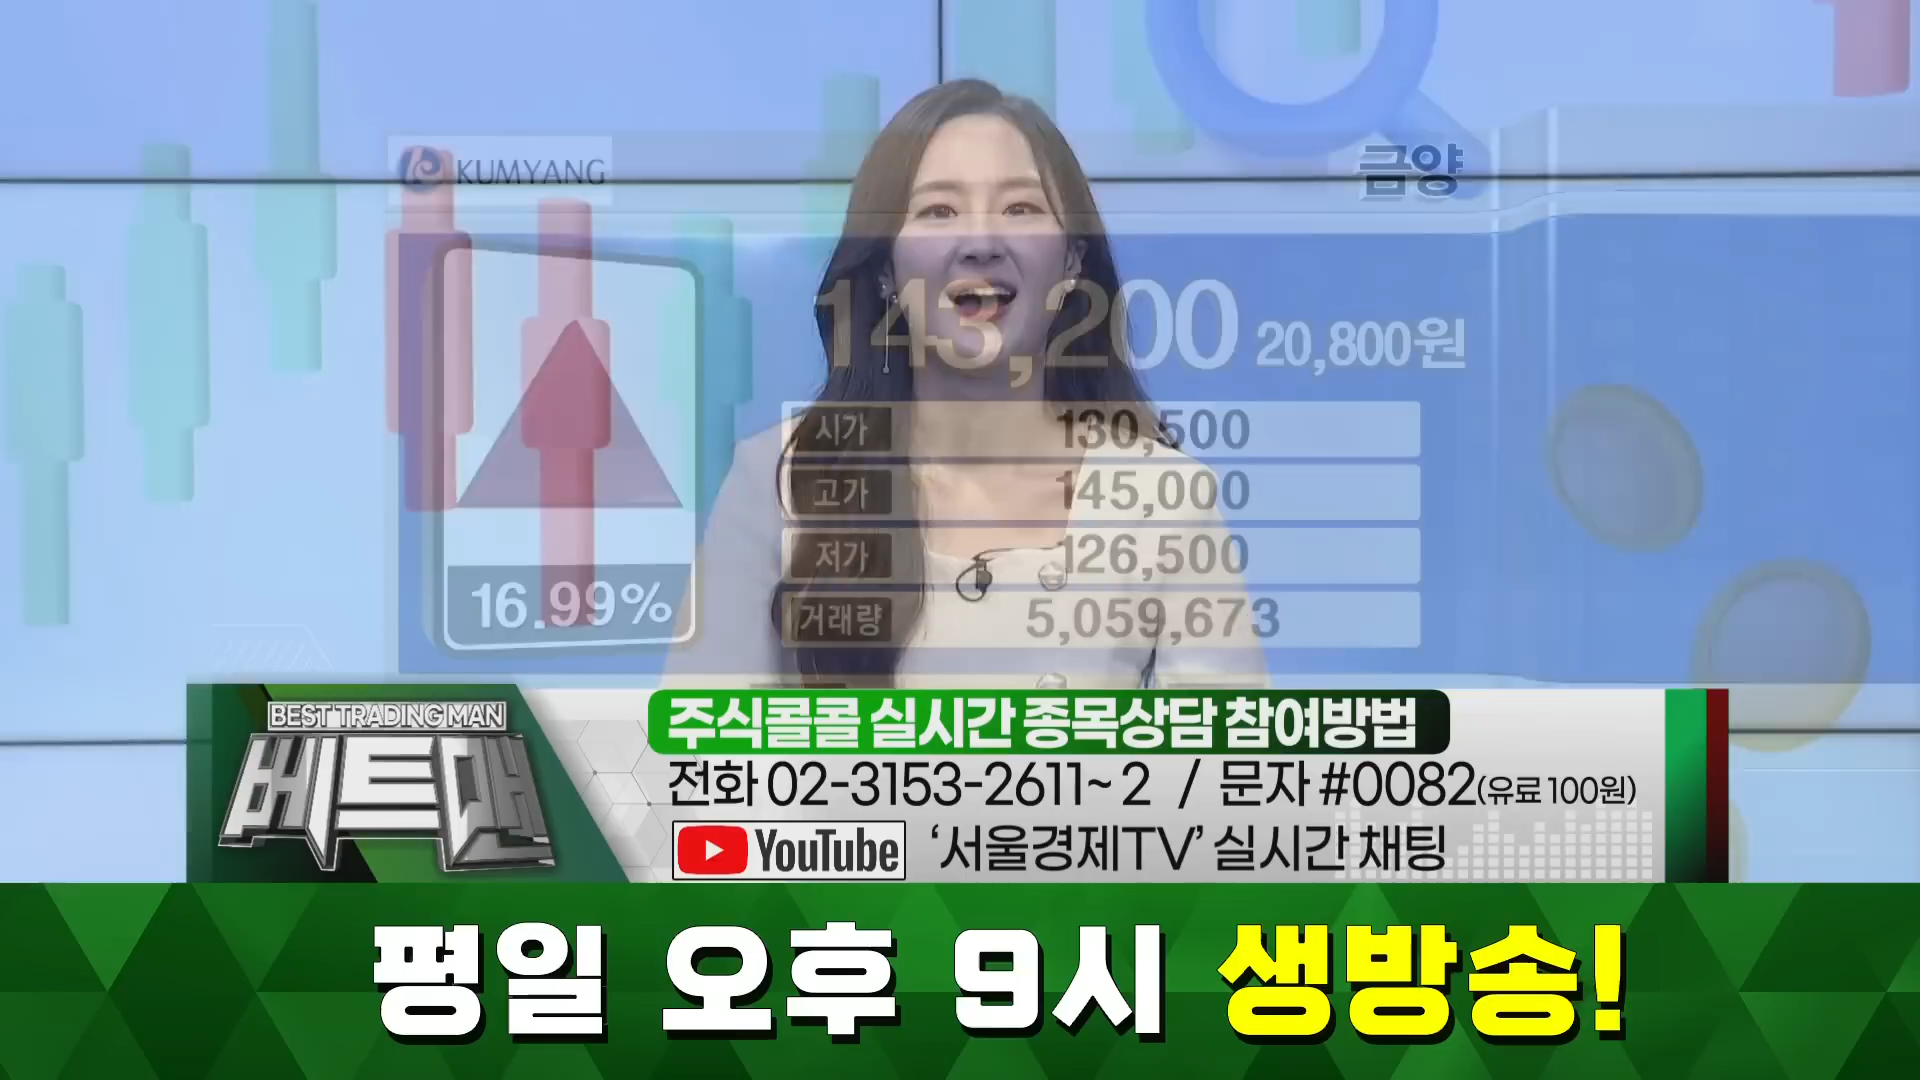 KUMYANG
금양
143,200 20,800원
시가 130,500
고가 145,000
저가 126,500
거래량 5,059,673
16.99%
BEST TRADING MAN
베트맨
주식콜콜 실시간 종목상담 참여방법
전화 02-3153-2611~2 / 문자 #0082(유료 100원)
YouTube ‘서울경제TV’ 실시간 채팅
평일 오후 9시 생방송!